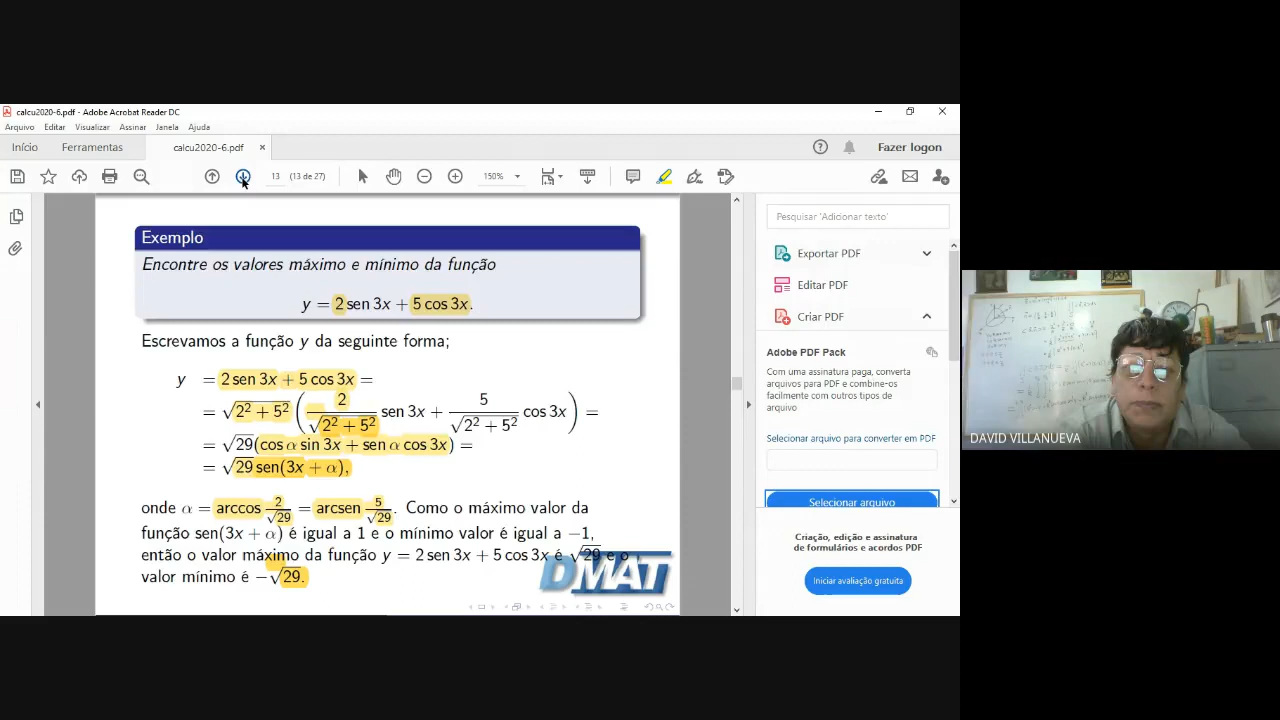 calcu2020-6.pdf - Adobe Acrobat Reader DC
Arquivo Editar Visualizar Assinar Janela Ajuda
Início Ferramentas calcu2020-6.pdf × Fazer logon
13 (13 de 27) 150%
Exemplo
Encontre os valores máximo e mínimo da função
y = 2 sen 3x + 5 cos 3x.
Escrevamos a função y da seguinte forma;
y = 2 sen 3x + 5 cos 3x =
= √(2² + 5²) (2/√(2² + 5²) sen 3x + 5/√(2² + 5²) cos 3x) =
= √29(cos α sin 3x + sen α cos 3x) =
= √29 sen(3x + α),
onde α = arccos 2/√29 = arcsen 5/√29. Como o máximo valor da
função sen(3x + α) é igual a 1 e o mínimo valor é igual a −1,
então o valor máximo da função y = 2 sen 3x + 5 cos 3x é √29 e o
valor mínimo é −√29.
DMAT
Pesquisar 'Adicionar texto'
Exportar PDF
Editar PDF
Criar PDF
Adobe PDF Pack
Com uma assinatura paga, converta
arquivos para PDF e combine-os
facilmente com outros tipos de
arquivo
Selecionar arquivo para converter em PDF
Selecionar arquivo
Criação, edição e assinatura
de formulários e acordos PDF
Iniciar avaliação gratuita
DAVID VILLANUEVA